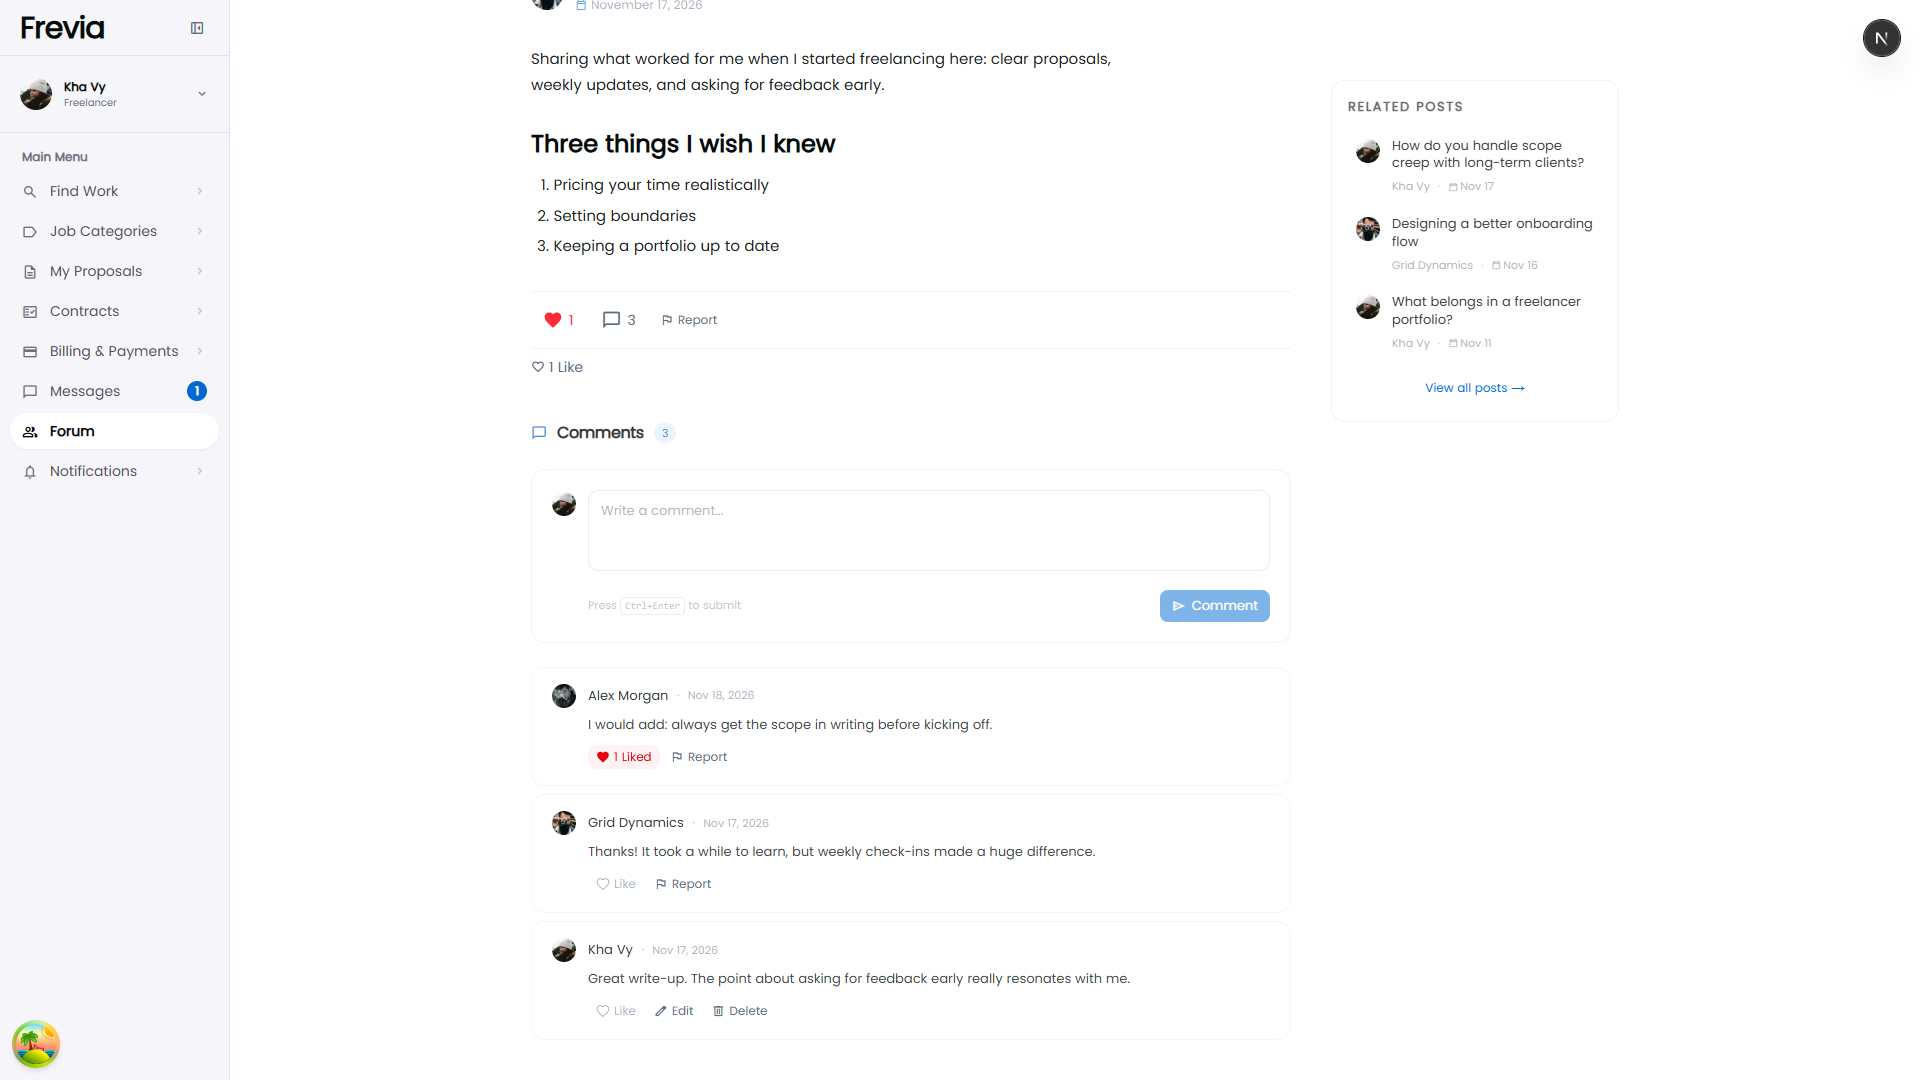 Frevia
Kha Vy
Freelancer
Main Menu
Find Work
Job Categories
My Proposals
Contracts
Billing & Payments
Messages
1
Forum
Notifications
November 17, 2026
Sharing what worked for me when I started freelancing here: clear proposals,
weekly updates, and asking for feedback early.
Three things I wish I knew
1. Pricing your time realistically
2. Setting boundaries
3. Keeping a portfolio up to date
1
3
Report
1 Like
Comments
3
Write a comment...
Press Ctrl+Enter to submit
Comment
Alex Morgan · Nov 18, 2026
I would add: always get the scope in writing before kicking off.
1 Liked
Report
Grid Dynamics · Nov 17, 2026
Thanks! It took a while to learn, but weekly check-ins made a huge difference.
Like
Report
Kha Vy · Nov 17, 2026
Great write-up. The point about asking for feedback early really resonates with me.
Like
Edit
Delete
RELATED POSTS
How do you handle scope
creep with long-term clients?
Kha Vy · Nov 17
Designing a better onboarding
flow
Grid Dynamics · Nov 16
What belongs in a freelancer
portfolio?
Kha Vy · Nov 11
View all posts →
N